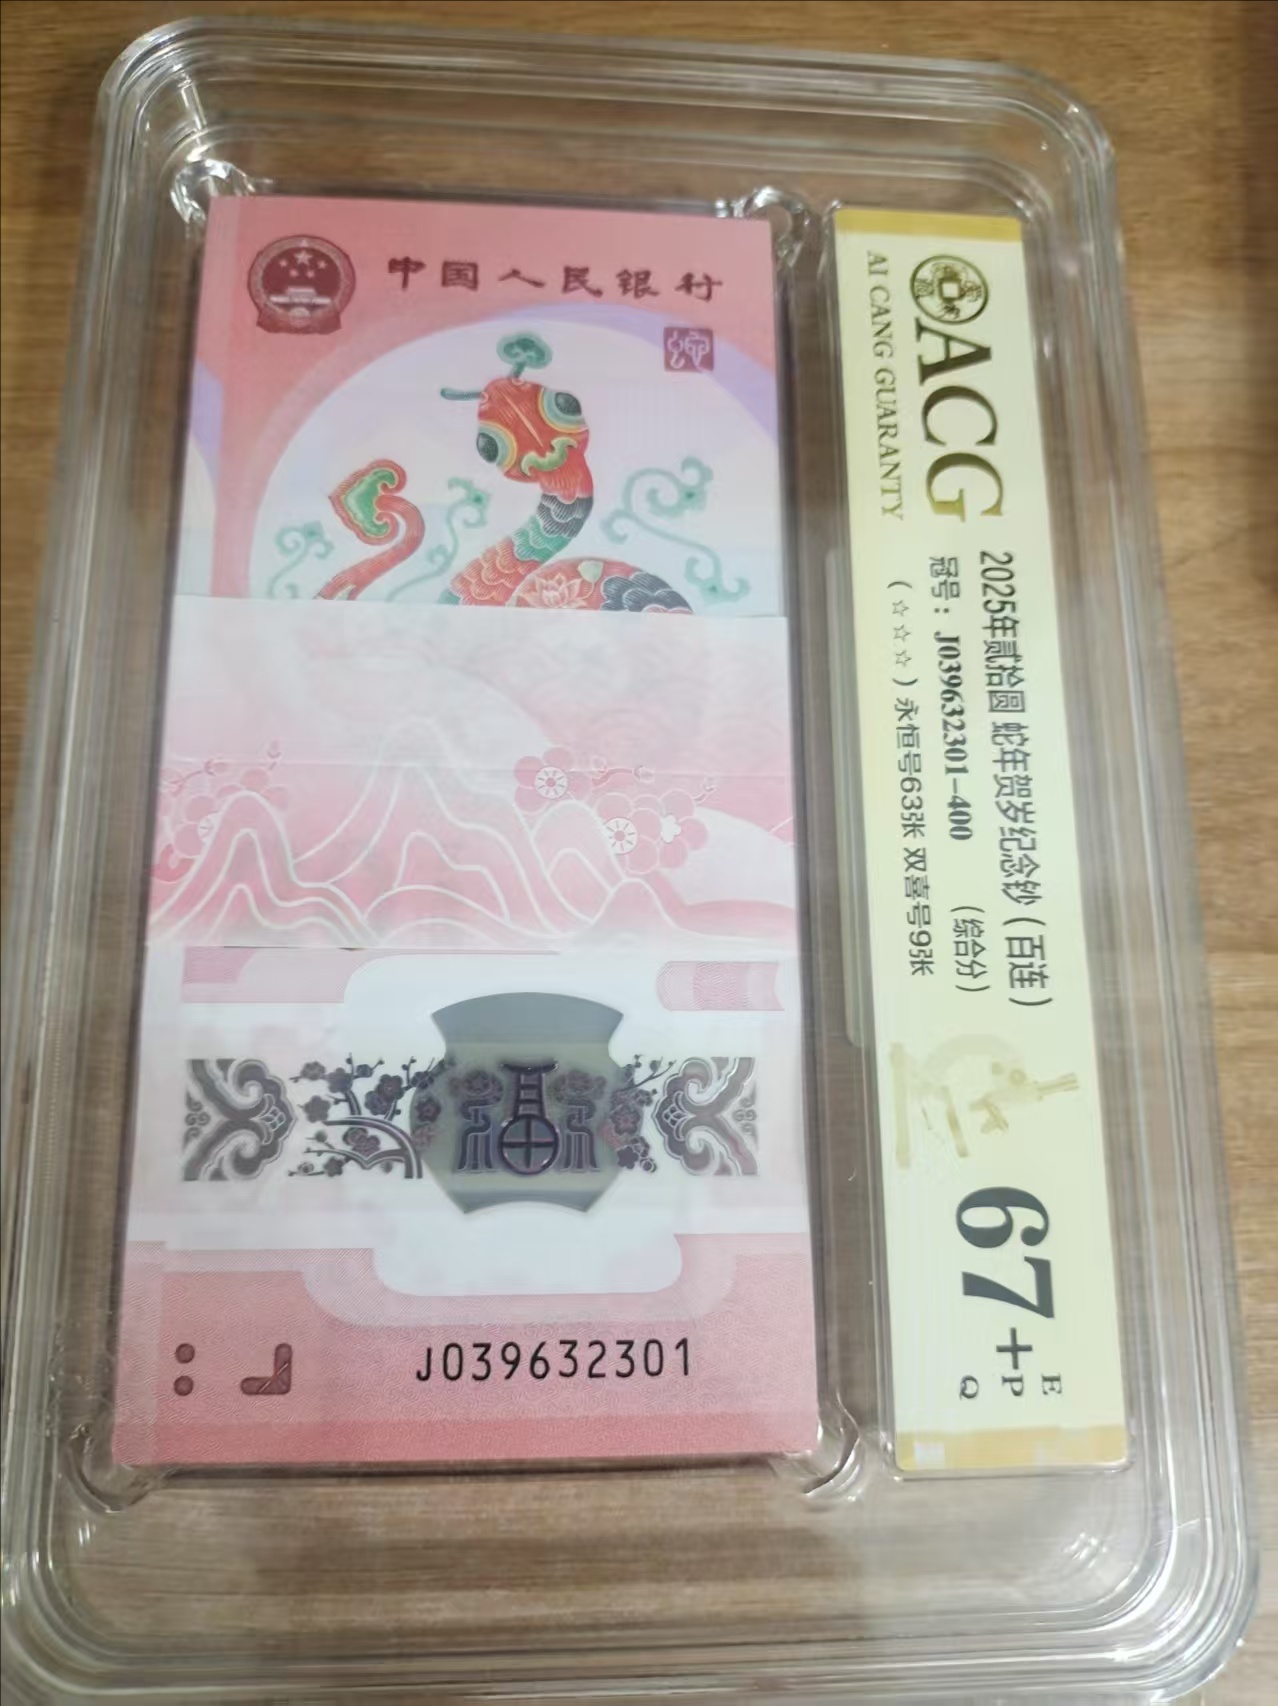 中国人民银行
J039632301
ACG
AI CANG GUARANTY
2025年贰拾圆 蛇年贺岁纪念钞（百连）
冠号：J039632301-400 （综合分）
（☆☆☆）永恒号63张 双喜号9张
67+
E
P
Q